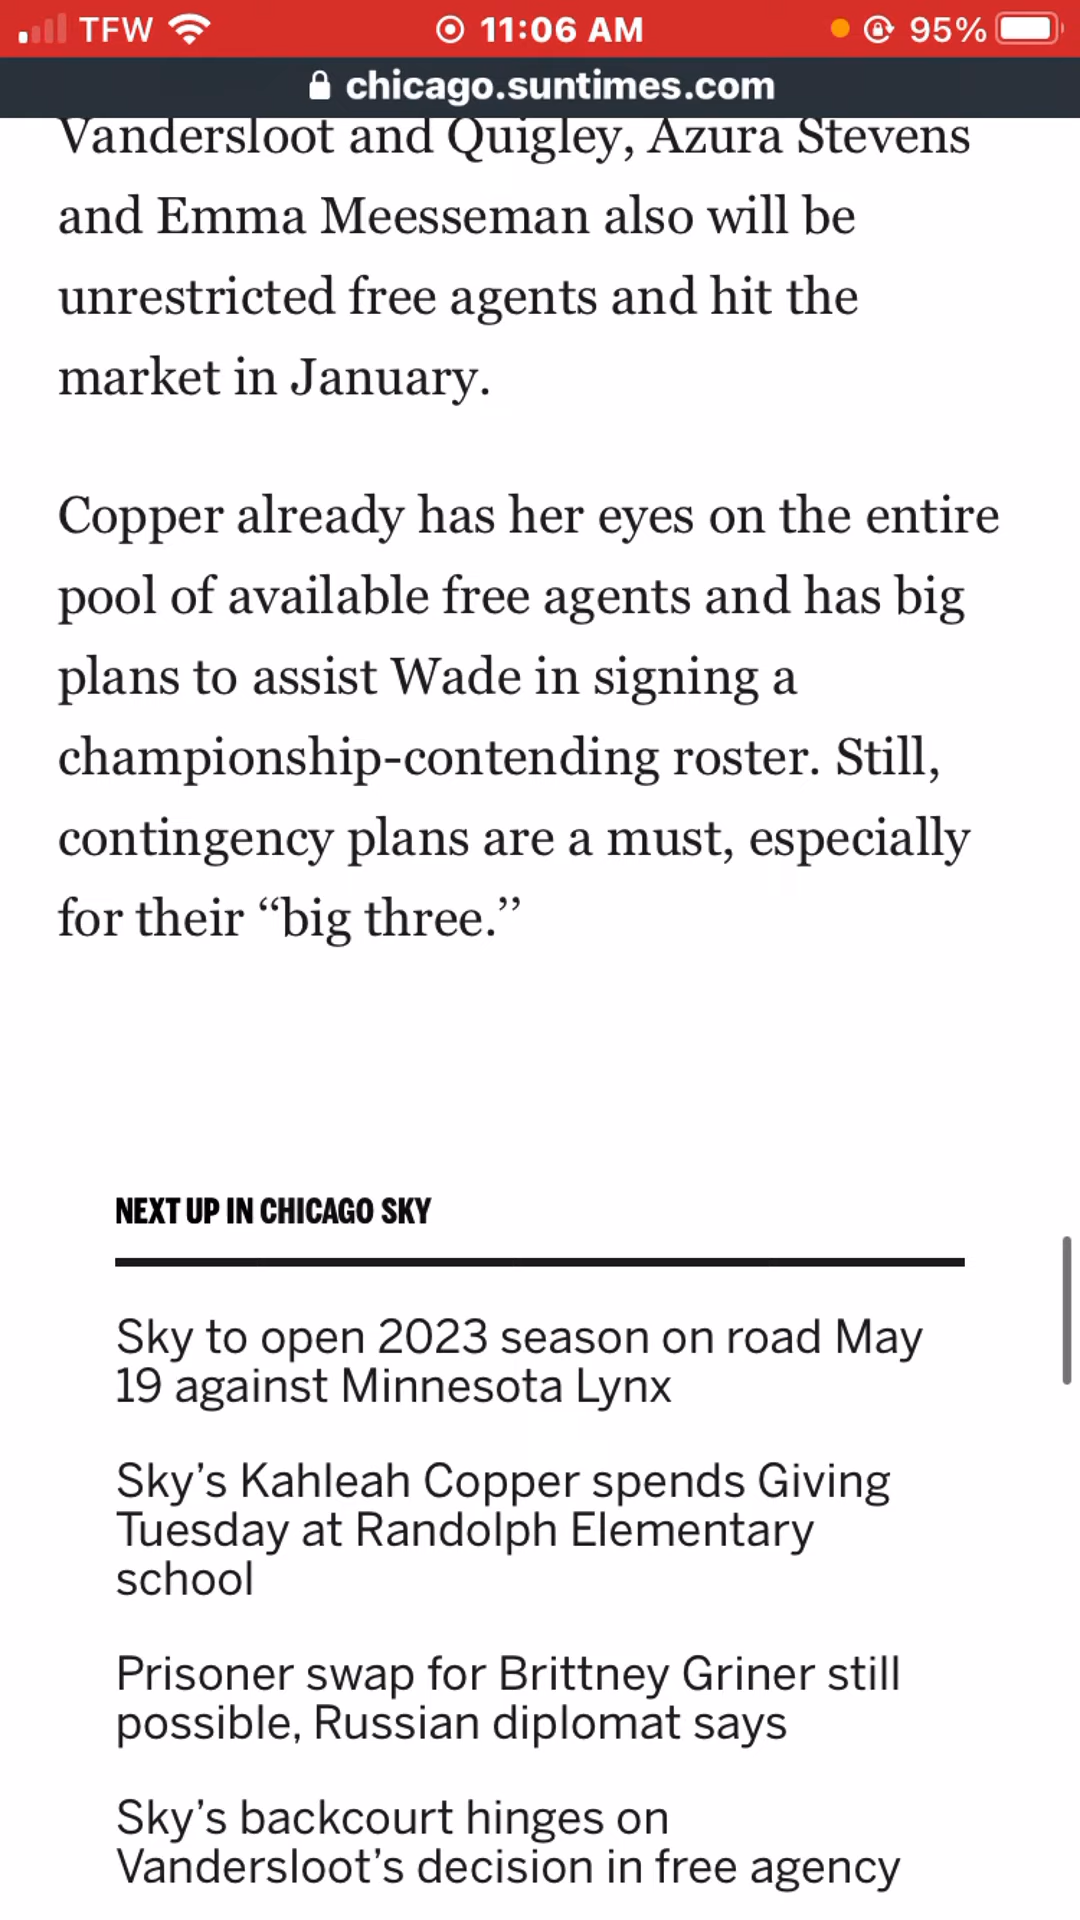 TFW 11:06 AM 95%
chicago.suntimes.com
Vandersloot and Quigley, Azura Stevens
and Emma Meesseman also will be
unrestricted free agents and hit the
market in January.
Copper already has her eyes on the entire
pool of available free agents and has big
plans to assist Wade in signing a
championship-contending roster. Still,
contingency plans are a must, especially
for their “big three.”
NEXT UP IN CHICAGO SKY
Sky to open 2023 season on road May
19 against Minnesota Lynx
Sky’s Kahleah Copper spends Giving
Tuesday at Randolph Elementary
school
Prisoner swap for Brittney Griner still
possible, Russian diplomat says
Sky’s backcourt hinges on
Vandersloot’s decision in free agency